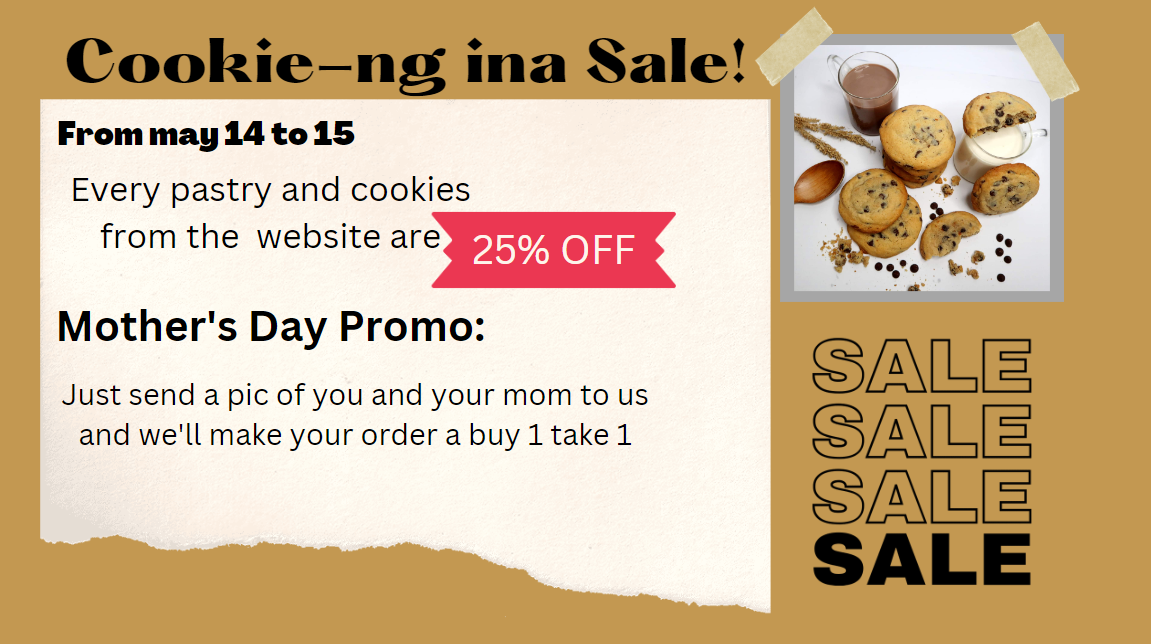 Cookie-ng ina Sale!
From may 14 to 15
Every pastry and cookies
from the website are
25% OFF
Mother's Day Promo:
Just send a pic of you and your mom to us
and we'll make your order a buy 1 take 1
SALE
SALE
SALE
SALE